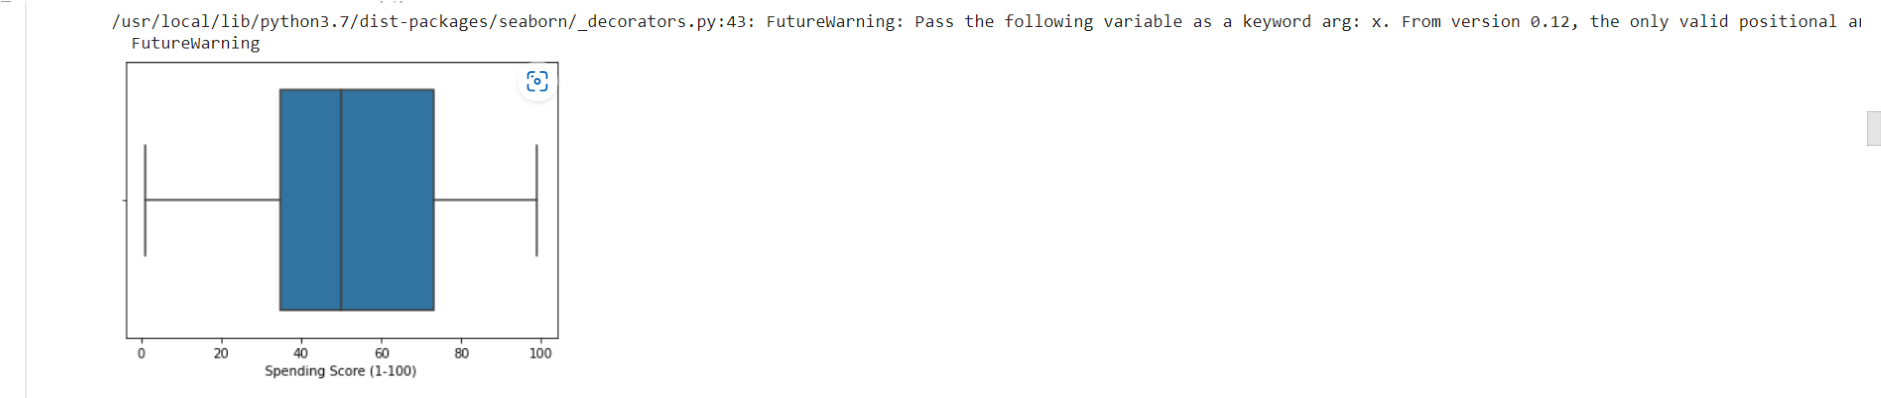 /usr/local/lib/python3.7/dist-packages/seaborn/_decorators.py:43: FutureWarning: Pass the following variable as a keyword arg: x. From version 0.12, the only valid positional
FutureWarning
0 20 40 60 80 100
Spending Score (1-100)